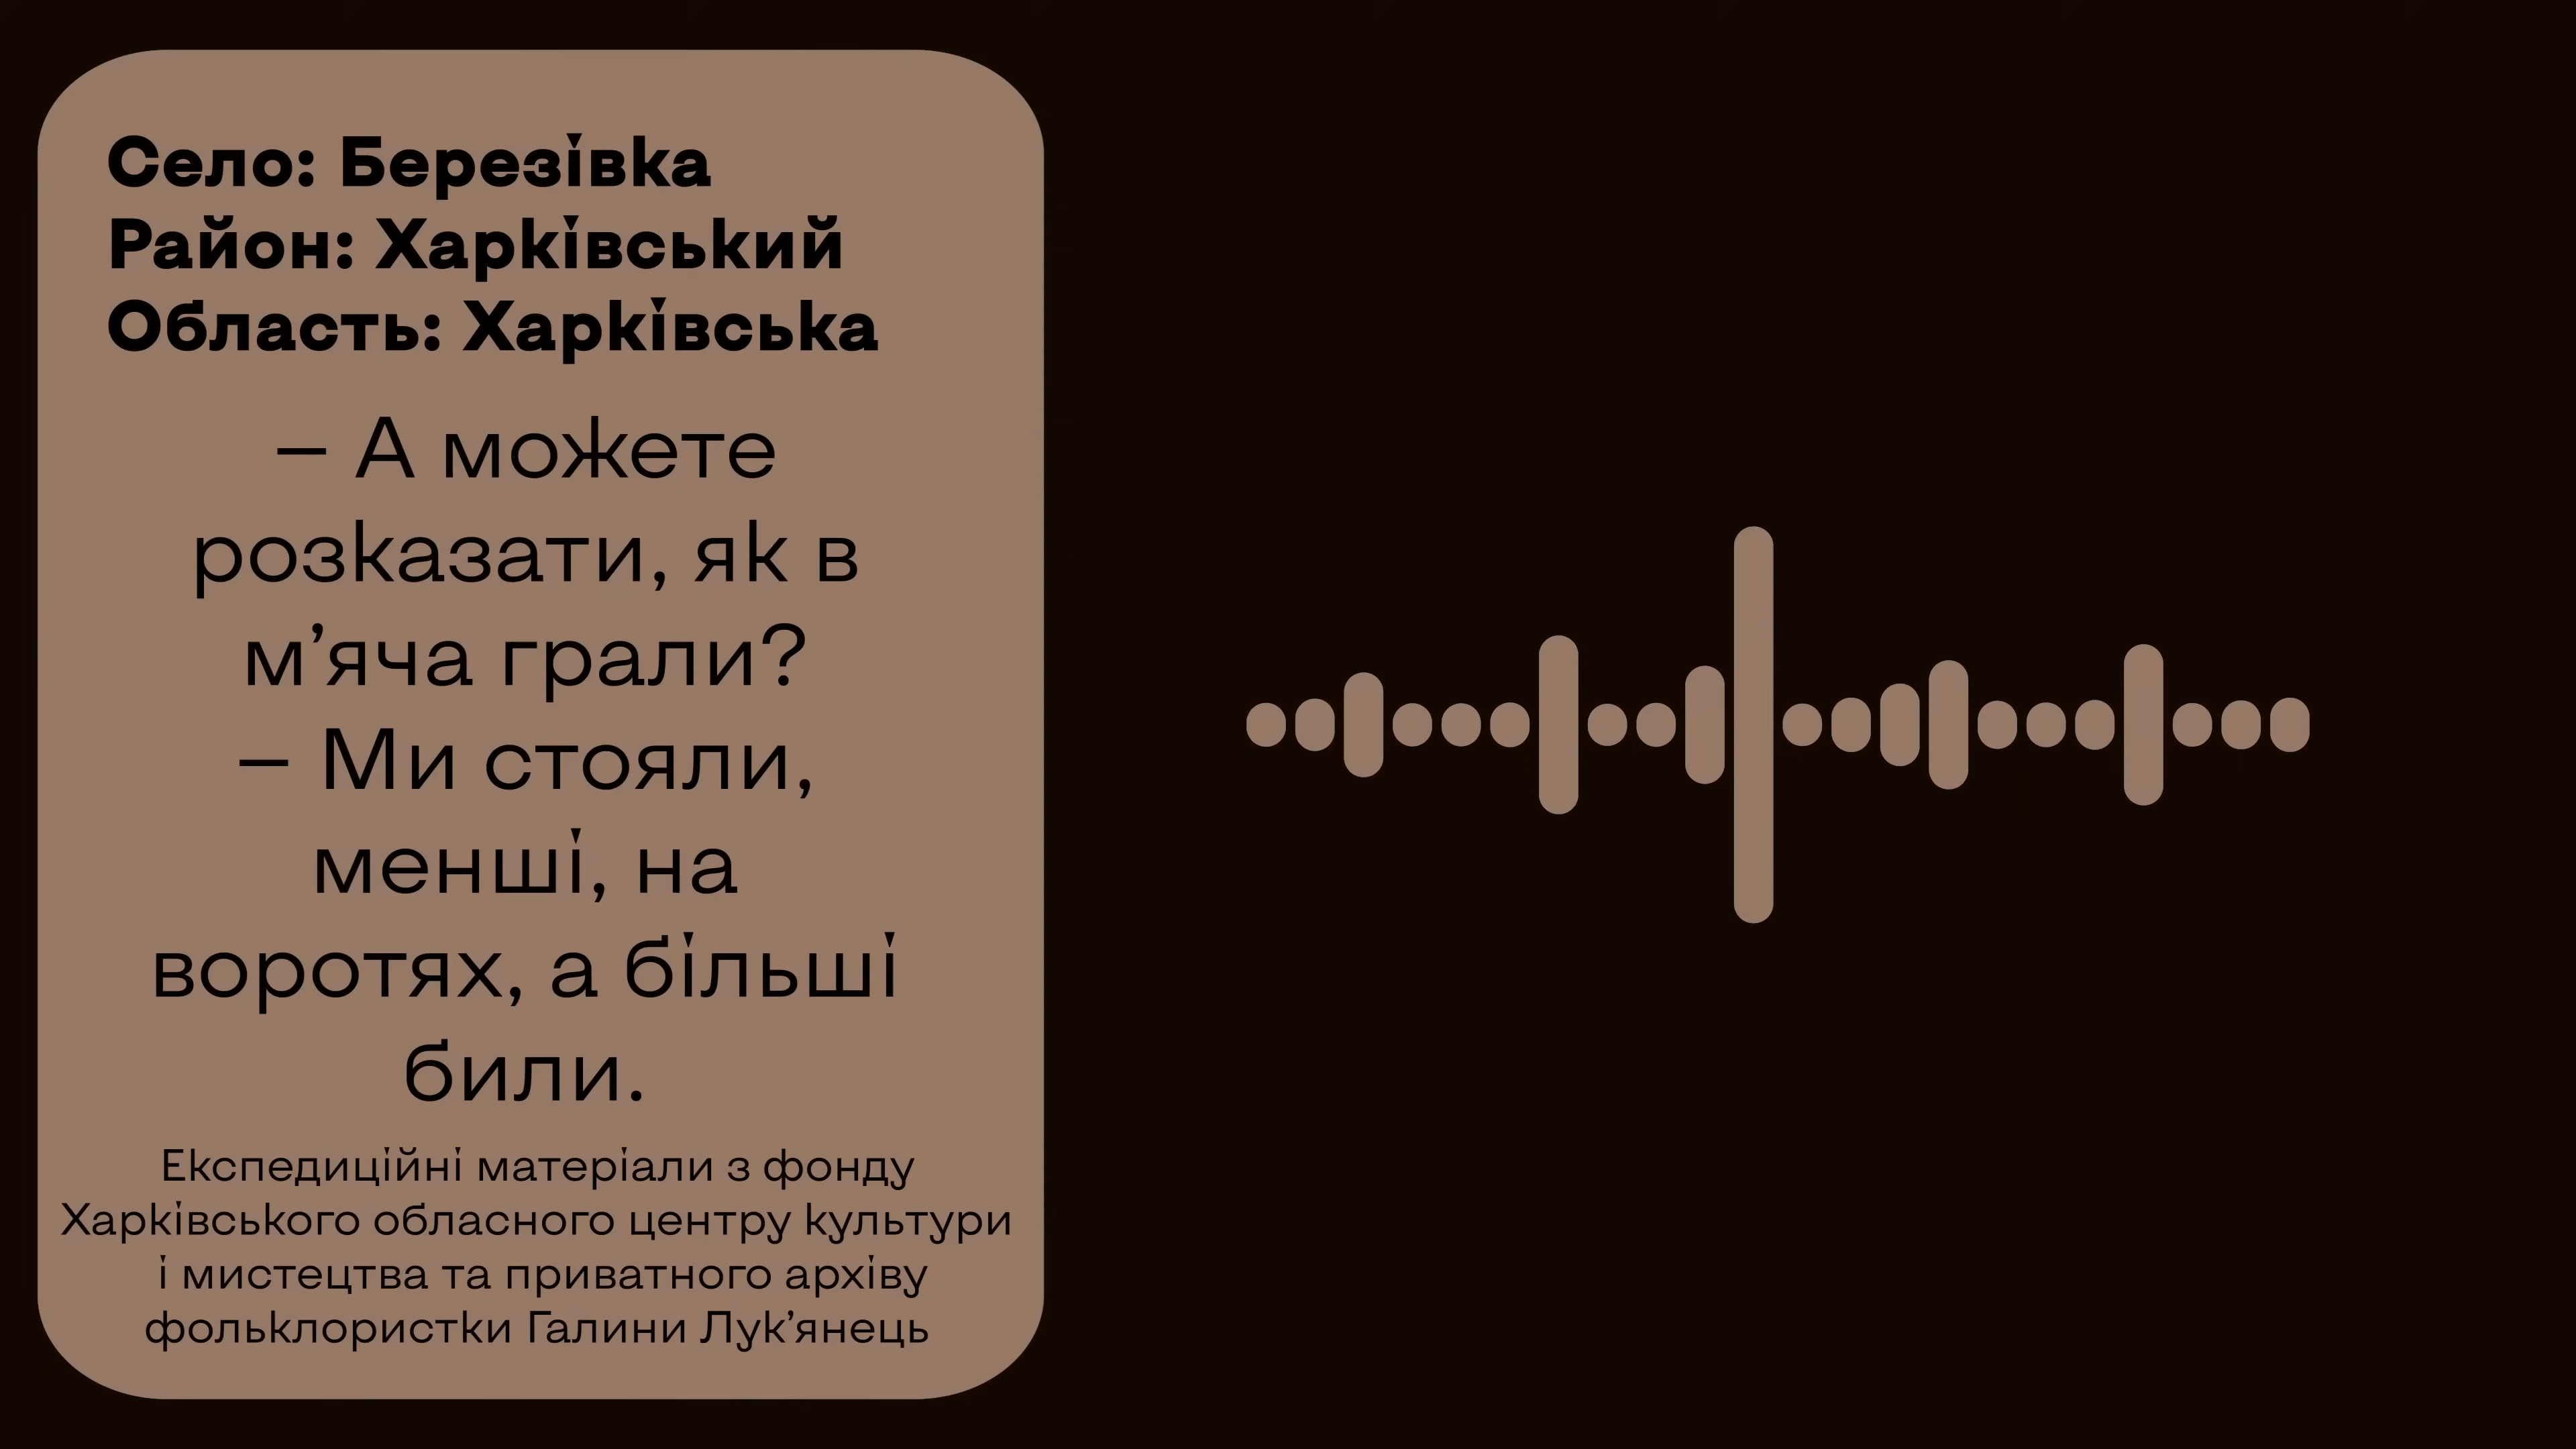 Село: Березівка
Район: Харківський
Область: Харківська
– А можете
розказати, як в
м’яча грали?
– Ми стояли,
менші, на
воротях, а більші
били.
Експедиційні матеріали з фонду
Харківського обласного центру культури
і мистецтва та приватного архіву
фольклористки Галини Лук’янець